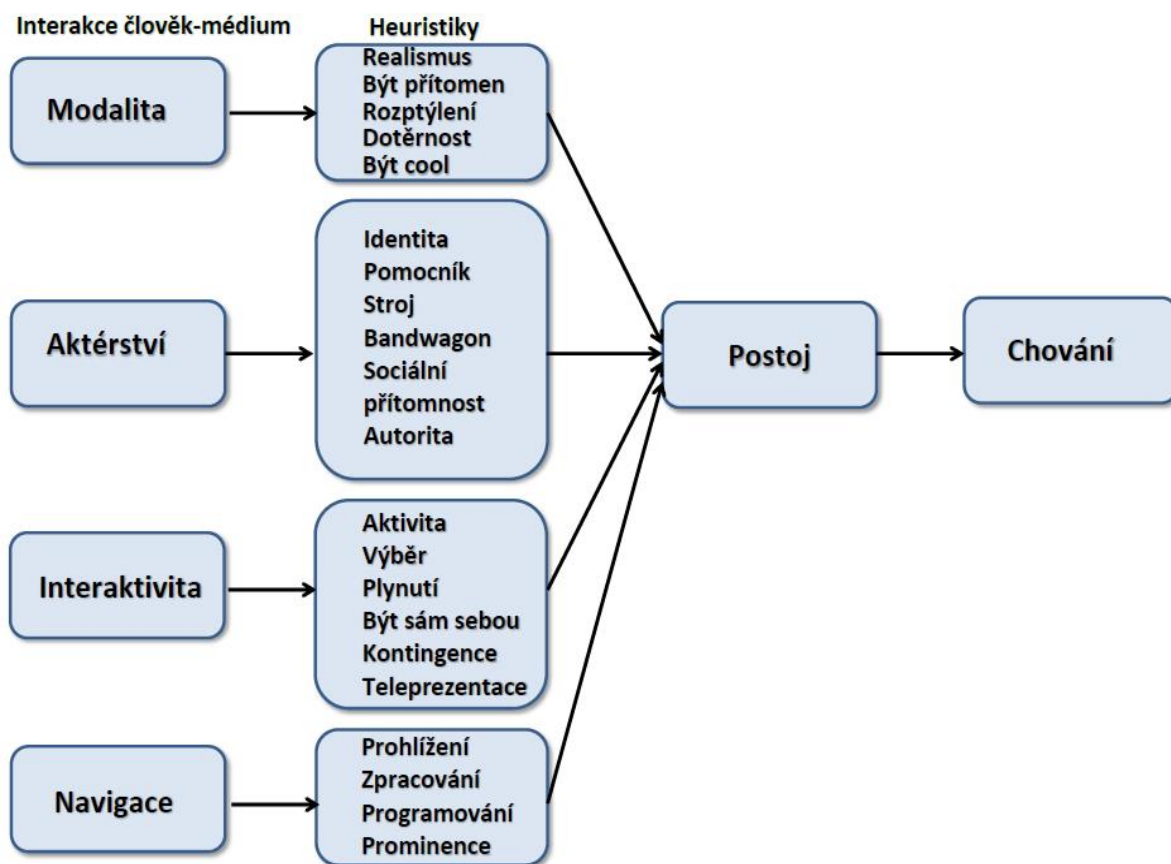 Interakce člověk-médium
Heuristiky
Modalita
Realismus
Být přítomen
Rozptýlení
Dotěrnost
Být cool
Aktérství
Identita
Pomocník
Stroj
Bandwagon
Sociální
přítomnost
Autorita
Postoj
Chování
Interaktivita
Aktivita
Výběr
Plynutí
Být sám sebou
Kontingence
Teleprezentace
Navigace
Prohlížení
Zpracování
Programování
Prominence